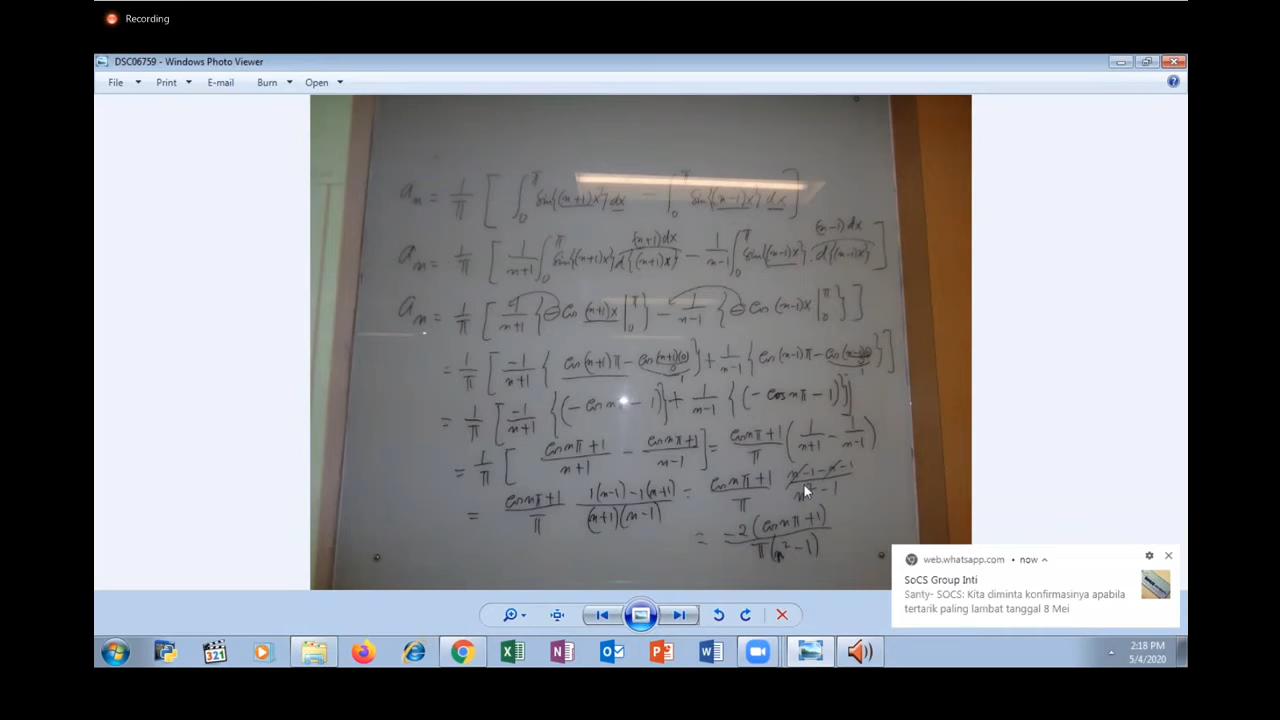 Recording
DSC06759 - Windows Photo Viewer
File Print E-mail Burn Open
aₙ = 1/π [ ∫₀^π sin{(n+1)x} dx − ∫₀^π sin{(n−1)x} dx ]
(n+1)dx (n−1)dx
aₙ = 1/π [ 1/(n+1) ∫₀^π sin{(n+1)x} d{(n+1)x} − 1/(n−1) ∫₀^π sin{(n−1)x} . d{(n−1)x} ]
aₙ = 1/π [ 1/(n+1) { − Cos (n+1)x |₀^π } − 1/(n−1) { − Cos (n−1)x |₀^π } ]
= 1/π [ −1/(n+1) { Cos(n+1)π − Cos(n+1)(0) } + 1/(n−1) { Cos(n−1)π − Cos(n−1)0 } ]
= 1/π [ −1/(n+1) {(− Cos n − 1)} + 1/(n−1) {(− cos nπ − 1)} ]
= 1/π [ (Cos nπ + 1)/(n+1) − (Cos nπ + 1)/(n−1) ] = (Cos nπ + 1)/π ( 1/(n+1) − 1/(n−1) )
= (Cos nπ + 1)/π (1(n−1) − 1(n+1))/((n+1)(n−1)) = (Cos nπ + 1)/π (n−1−n−1)/(n²−1)
= −2(Cos nπ + 1)/(π(n²−1))
web.whatsapp.com • now
SoCS Group Inti
Santy- SOCS: Kita diminta konfirmasinya apabila
tertarik paling lambat tanggal 8 Mei
321
2:18 PM
5/4/2020